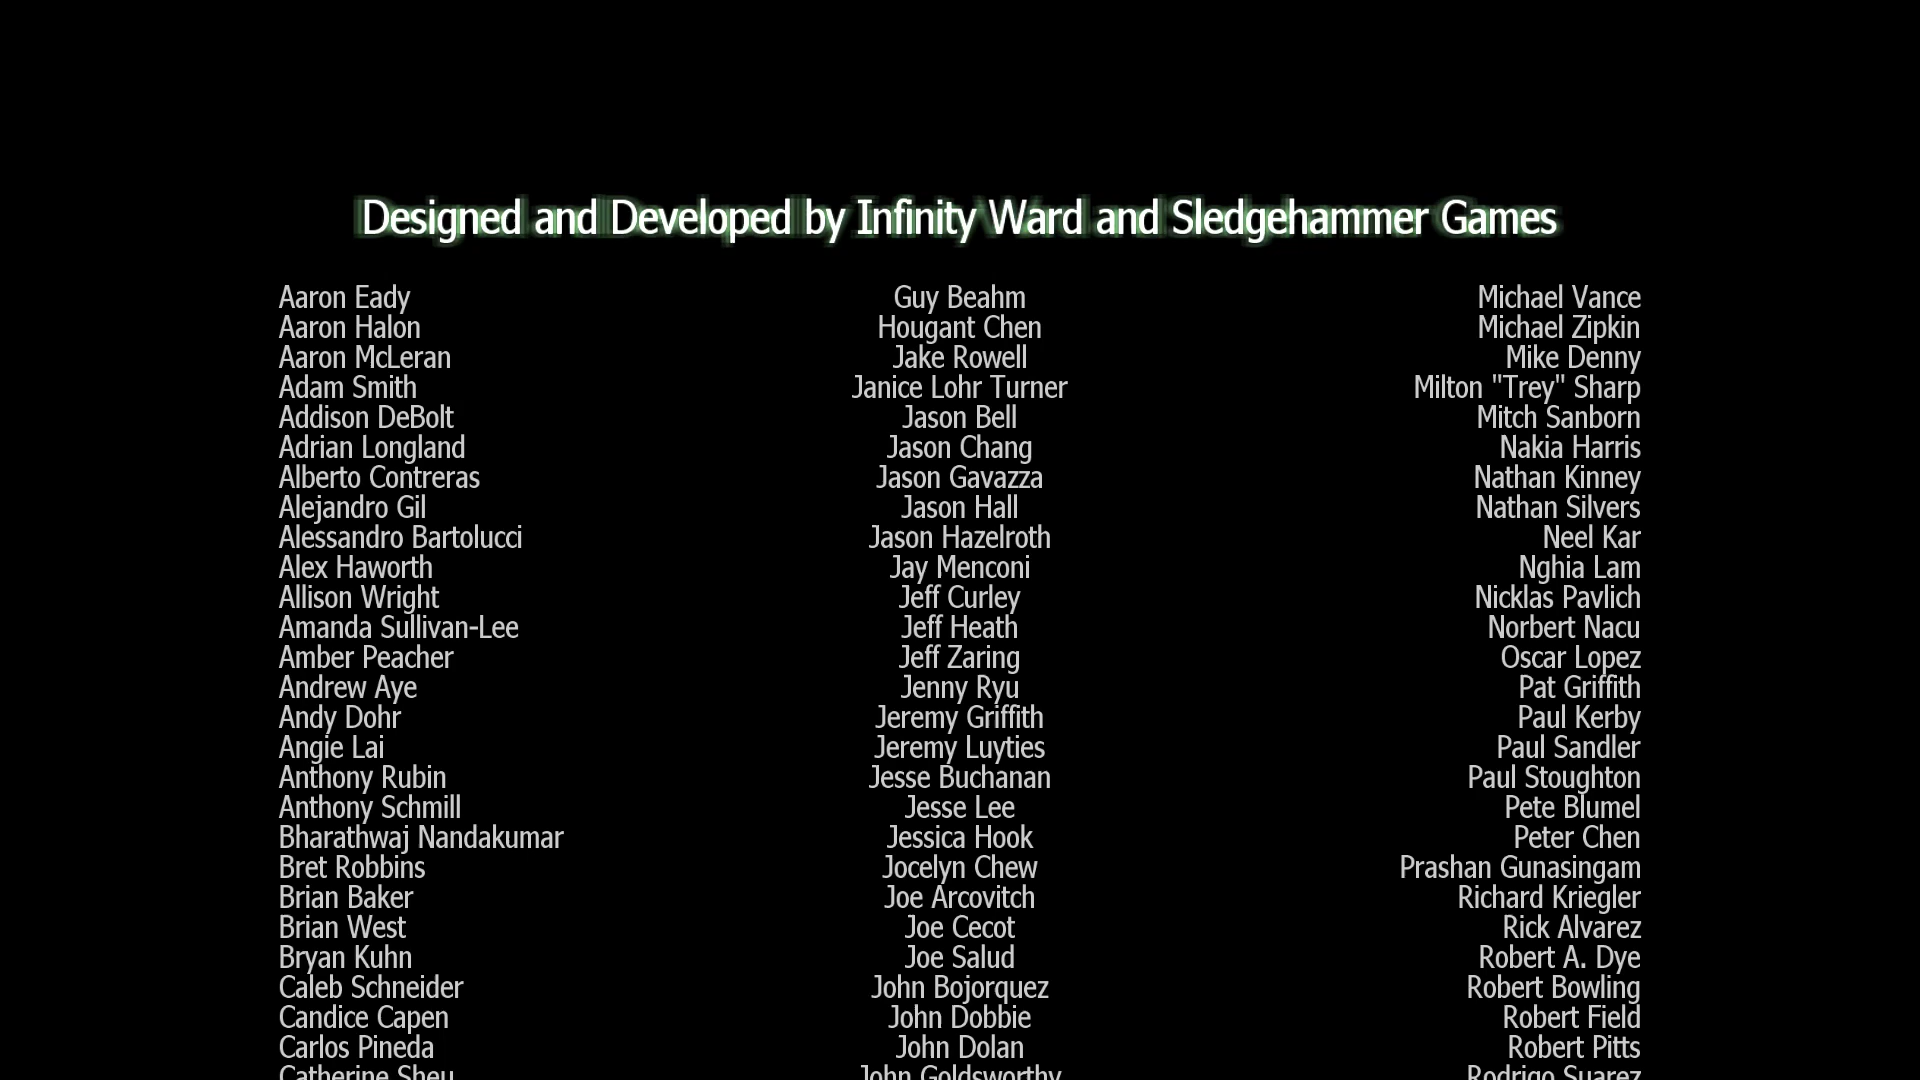 Designed and Developed by Infinity Ward and Sledgehammer Games
Aaron Eady
Aaron Halon
Aaron McLeran
Adam Smith
Addison DeBolt
Adrian Longland
Alberto Contreras
Alejandro Gil
Alessandro Bartolucci
Alex Haworth
Allison Wright
Amanda Sullivan-Lee
Amber Peacher
Andrew Aye
Andy Dohr
Angie Lai
Anthony Rubin
Anthony Schmill
Bharathwaj Nandakumar
Bret Robbins
Brian Baker
Brian West
Bryan Kuhn
Caleb Schneider
Candice Capen
Carlos Pineda
Catherine Sheu
Guy Beahm
Hougant Chen
Jake Rowell
Janice Lohr Turner
Jason Bell
Jason Chang
Jason Gavazza
Jason Hall
Jason Hazelroth
Jay Menconi
Jeff Curley
Jeff Heath
Jeff Zaring
Jenny Ryu
Jeremy Griffith
Jeremy Luyties
Jesse Buchanan
Jesse Lee
Jessica Hook
Jocelyn Chew
Joe Arcovitch
Joe Cecot
Joe Salud
John Bojorquez
John Dobbie
John Dolan
John Goldsworthy
Michael Vance
Michael Zipkin
Mike Denny
Milton "Trey" Sharp
Mitch Sanborn
Nakia Harris
Nathan Kinney
Nathan Silvers
Neel Kar
Nghia Lam
Nicklas Pavlich
Norbert Nacu
Oscar Lopez
Pat Griffith
Paul Kerby
Paul Sandler
Paul Stoughton
Pete Blumel
Peter Chen
Prashan Gunasingam
Richard Kriegler
Rick Alvarez
Robert A. Dye
Robert Bowling
Robert Field
Robert Pitts
Rodrigo Suarez